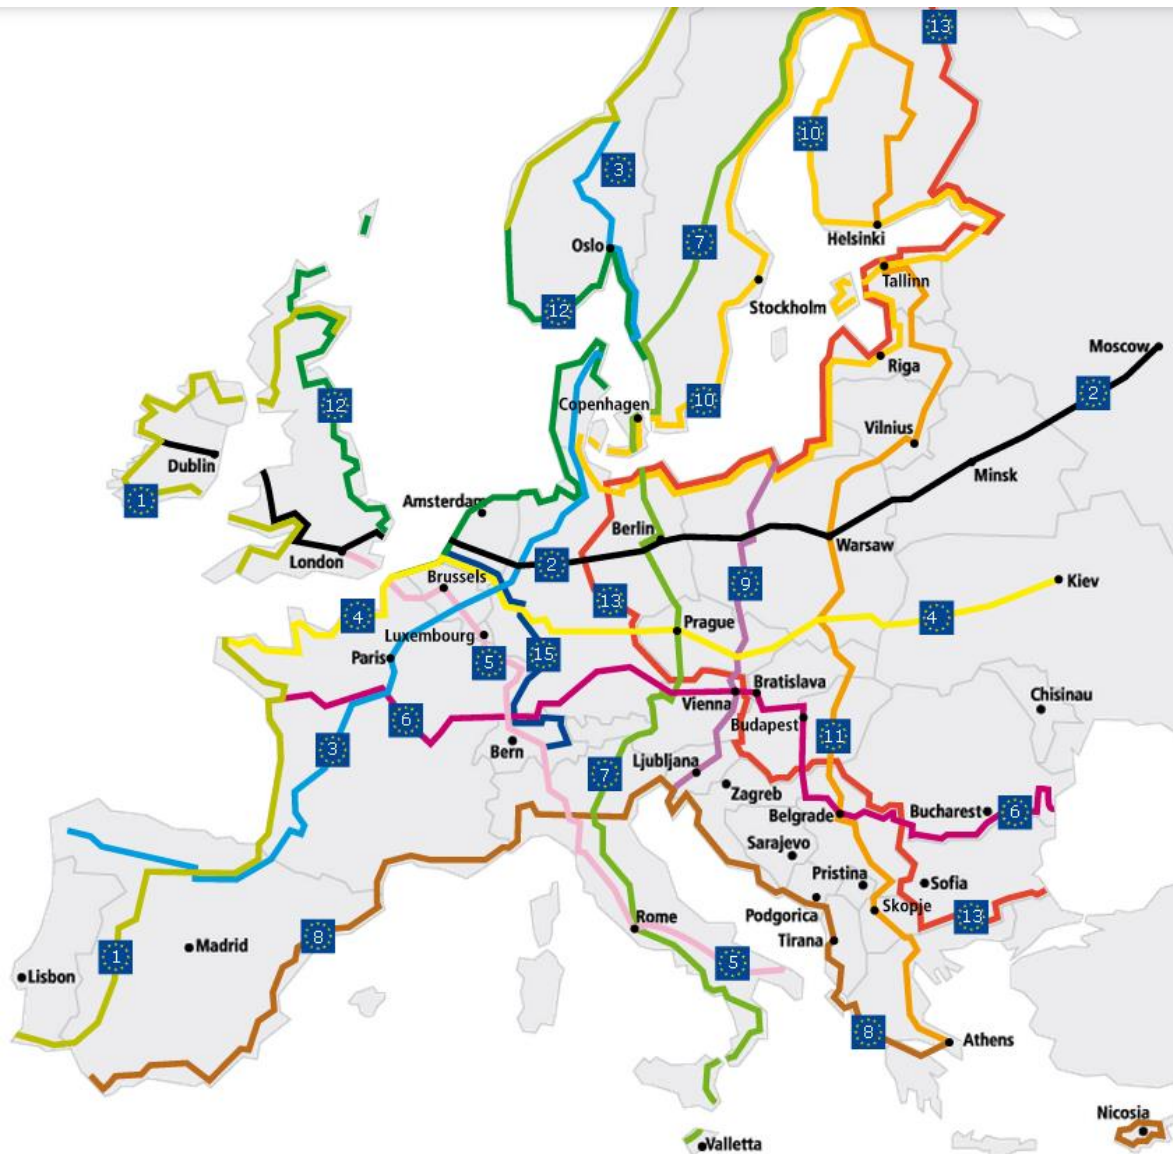 13
10
3
7
Oslo
Helsinki
Tallinn
12
Stockholm
Moscow
Riga
2
10
12
Copenhagen
Vilnius
Dublin
Minsk
1
Amsterdam
Berlin
Warsaw
London
2
Brussels
9
Kiev
13
4
4
Prague
Luxembourg
Paris
5
15
Bratislava
Chisinau
Vienna
6
Budapest
11
3
Bern
Ljubljana
7
Zagreb
Belgrade
Bucharest
6
Sarajevo
Pristina
Sofia
Skopje
Podgorica
Rome
13
8
Tirana
Madrid
1
5
Lisbon
8
Athens
Nicosia
Valletta